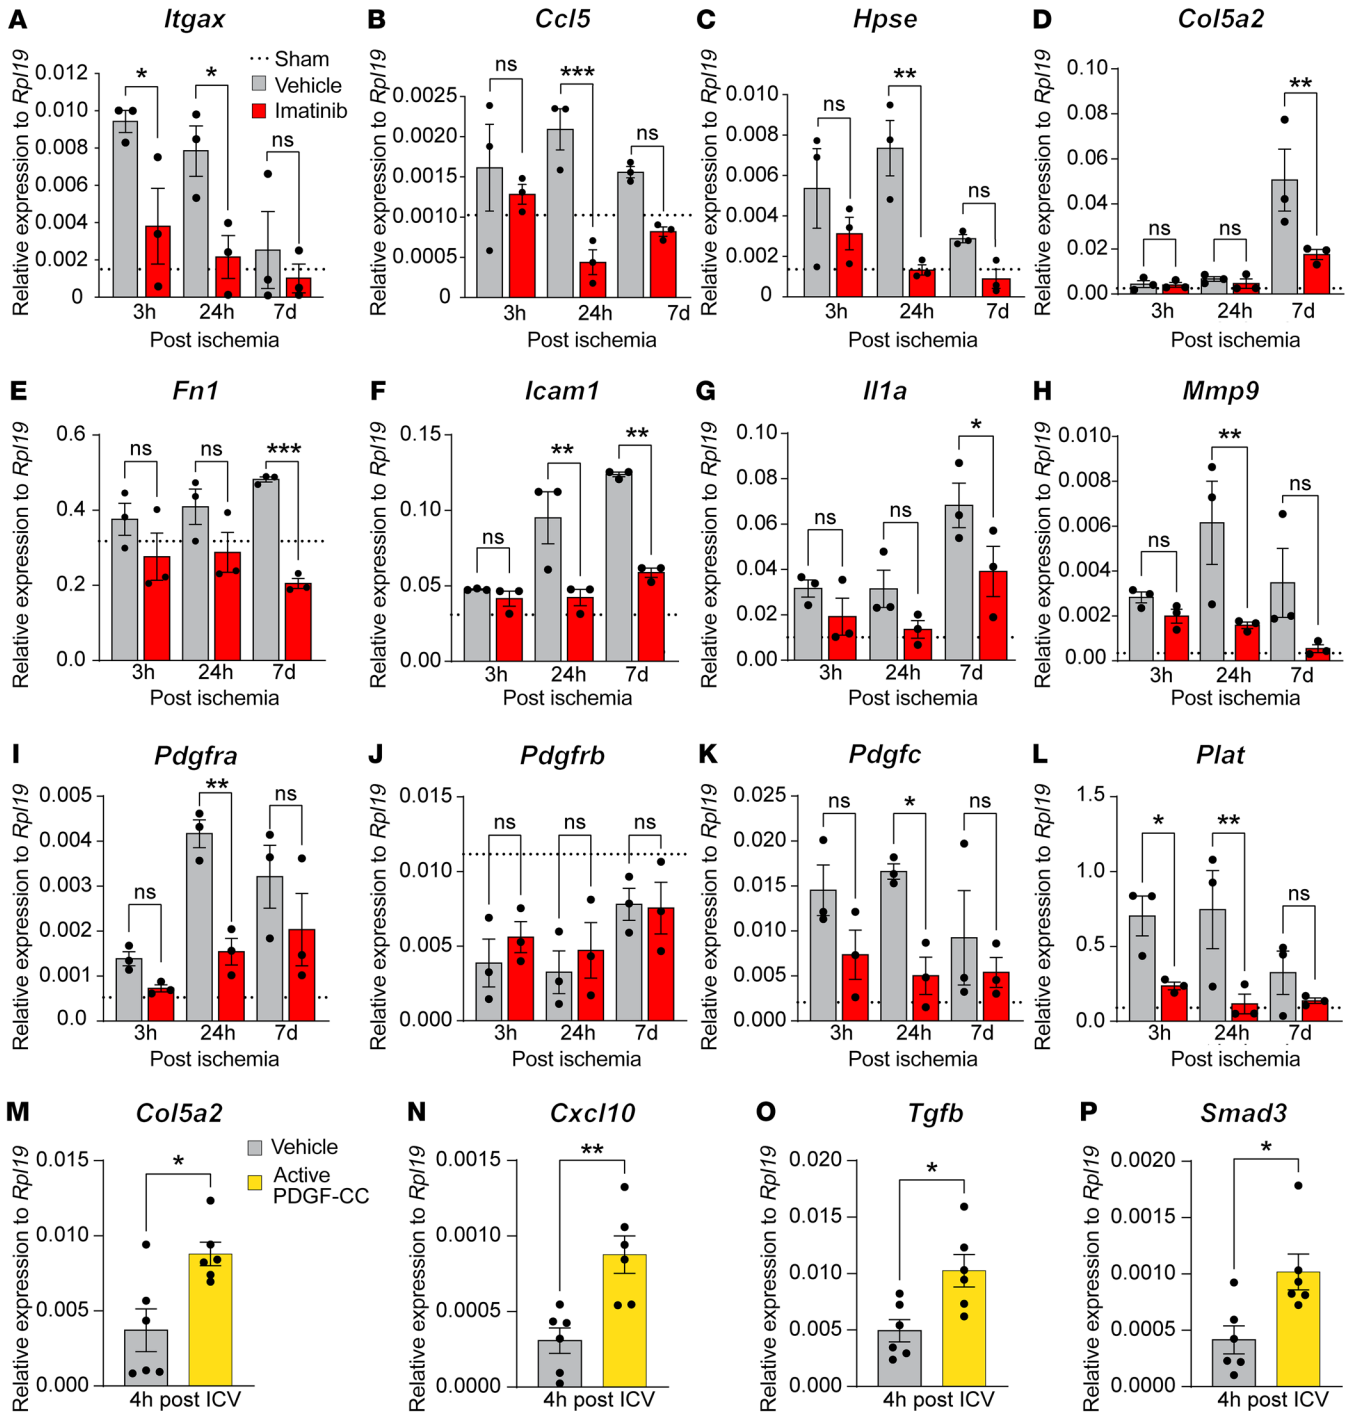 A Itgax
Relative expression to Rpl19
0.012
0.010
0.008
0.006
0.004
0.002
0
* * ns
Sham
Vehicle
Imatinib
3h 24h 7d
Post ischemia
B Ccl5
Relative expression to Rpl19
0.0025
0.0020
0.0015
0.0010
0.0005
0
ns *** ns
3h 24h 7d
Post ischemia
C Hpse
Relative expression to Rpl19
0.010
0.008
0.006
0.004
0.002
0
ns ** ns
3h 24h 7d
Post ischemia
D Col5a2
Relative expression to Rpl19
0.10
0.08
0.06
0.04
0.02
0.00
ns ns **
3h 24h 7d
Post ischemia
E Fn1
Relative expression to Rpl19
0.6
0.4
0.2
0.0
ns ns ***
3h 24h 7d
Post ischemia
F Icam1
Relative expression to Rpl19
0.15
0.10
0.05
0.00
ns ** **
3h 24h 7d
Post ischemia
G Il1a
Relative expression to Rpl19
0.10
0.08
0.06
0.04
0.02
0.00
ns ns *
3h 24h 7d
Post ischemia
H Mmp9
Relative expression to Rpl19
0.010
0.008
0.006
0.004
0.002
0.000
ns ** ns
3h 24h 7d
Post ischemia
I Pdgfra
Relative expression to Rpl19
0.005
0.004
0.003
0.002
0.001
0.0
ns ** ns
3h 24h 7d
Post ischemia
J Pdgfrb
Relative expression to Rpl19
0.015
0.010
0.005
0.000
ns ns ns
3h 24h 7d
Post ischemia
K Pdgfc
Relative expression to Rpl19
0.025
0.020
0.015
0.010
0.005
0.000
ns * ns
3h 24h 7d
Post ischemia
L Plat
Relative expression to Rpl19
1.5
1.0
0.5
0.0
* ** ns
3h 24h 7d
Post ischemia
M Col5a2
Relative expression to Rpl19
0.015
0.010
0.005
0.000
*
Vehicle
Active
PDGF-CC
4h post ICV
N Cxcl10
Relative expression to Rpl19
0.0015
0.0010
0.0005
0.0000
**
4h post ICV
O Tgfb
Relative expression to Rpl19
0.020
0.015
0.010
0.005
0.000
*
4h post ICV
P Smad3
Relative expression to Rpl19
0.0020
0.0015
0.0010
0.0005
0.0000
*
4h post ICV